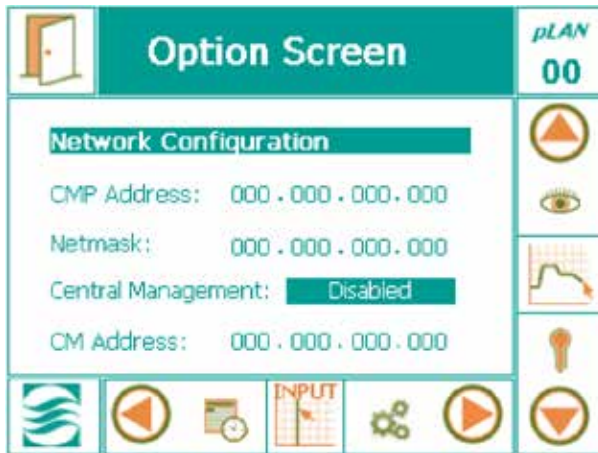 Option Screen
pLAN
00
Network Configuration
CMP Address: 000.000.000.000
Netmask: 000.000.000.000
Central Management: Disabled
CM Address: 000.000.000.000
INPUT